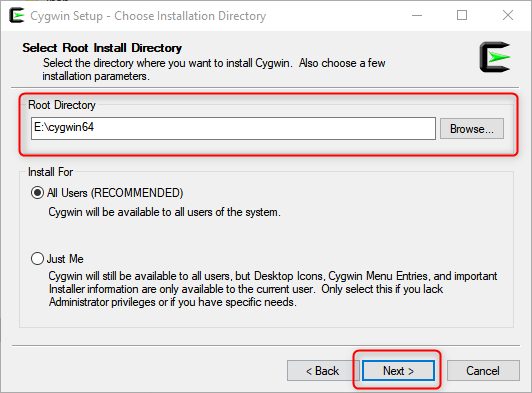 Cygwin Setup - Choose Installation Directory
Select Root Install Directory
Select the directory where you want to install Cygwin. Also choose a few
installation parameters.
Root Directory
E:\cygwin64
Browse...
Install For
All Users (RECOMMENDED)
Cygwin will be available to all users of the system.
Just Me
Cygwin will still be available to all users, but Desktop Icons, Cygwin Menu Entries, and important
Installer information are only available to the current user. Only select this if you lack
Administrator privileges or if you have specific needs.
< Back
Next >
Cancel